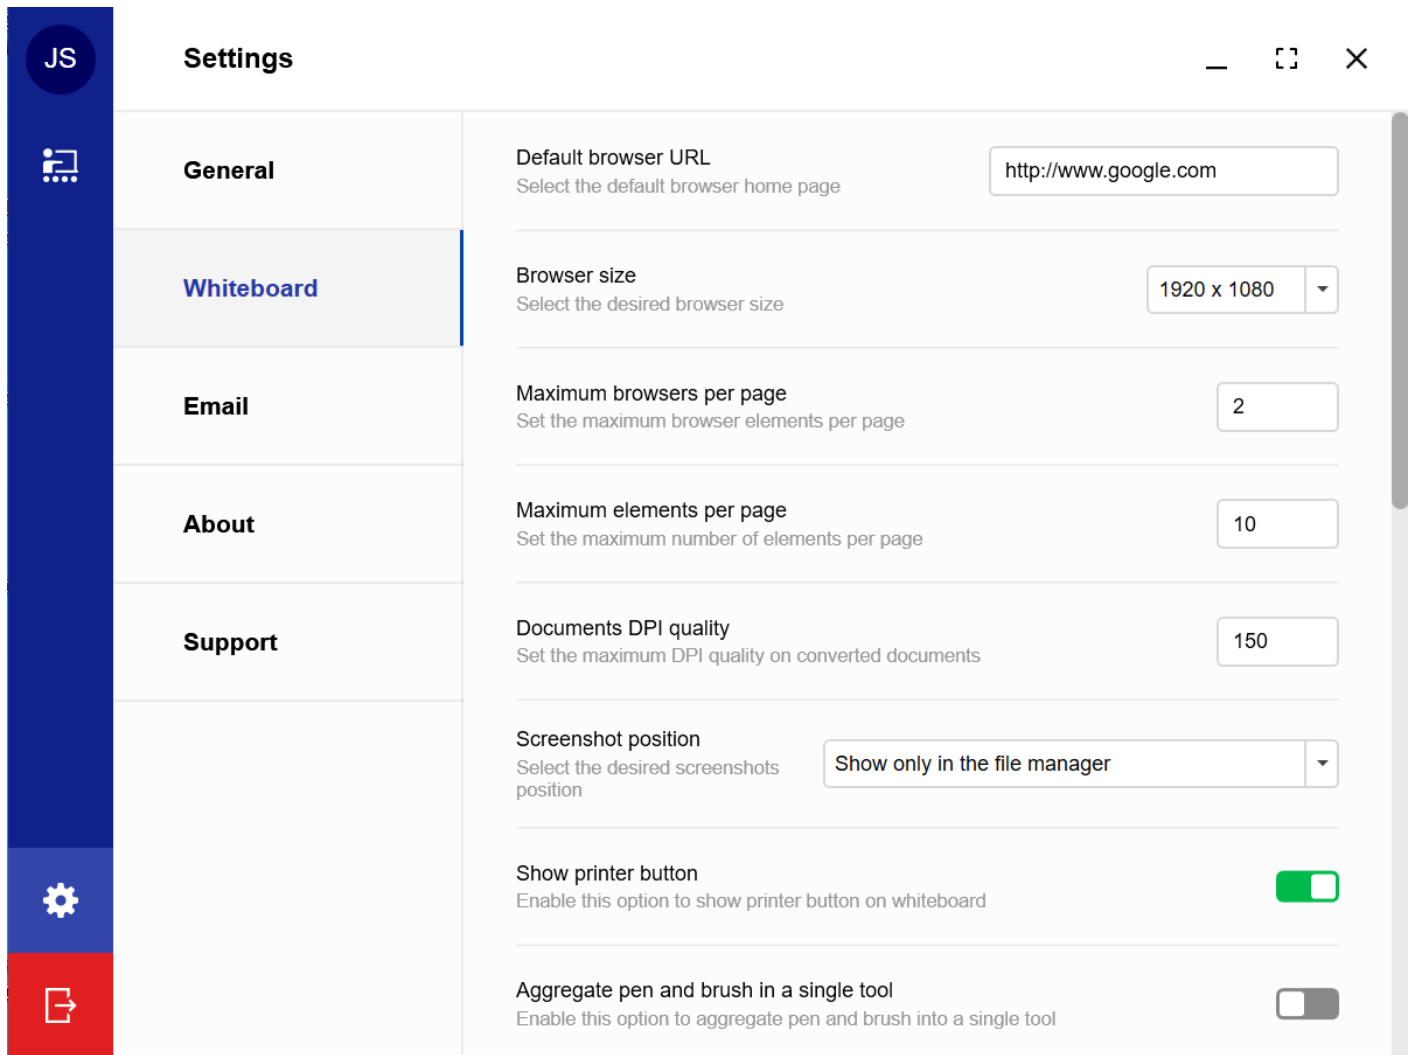 JS
Settings
General
Whiteboard
Email
About
Support
Default browser URL
Select the default browser home page
http://www.google.com
Browser size
Select the desired browser size
1920 x 1080
Maximum browsers per page
Set the maximum browser elements per page
2
Maximum elements per page
Set the maximum number of elements per page
10
Documents DPI quality
Set the maximum DPI quality on converted documents
150
Screenshot position
Select the desired screenshots
position
Show only in the file manager
Show printer button
Enable this option to show printer button on whiteboard
Aggregate pen and brush in a single tool
Enable this option to aggregate pen and brush into a single tool